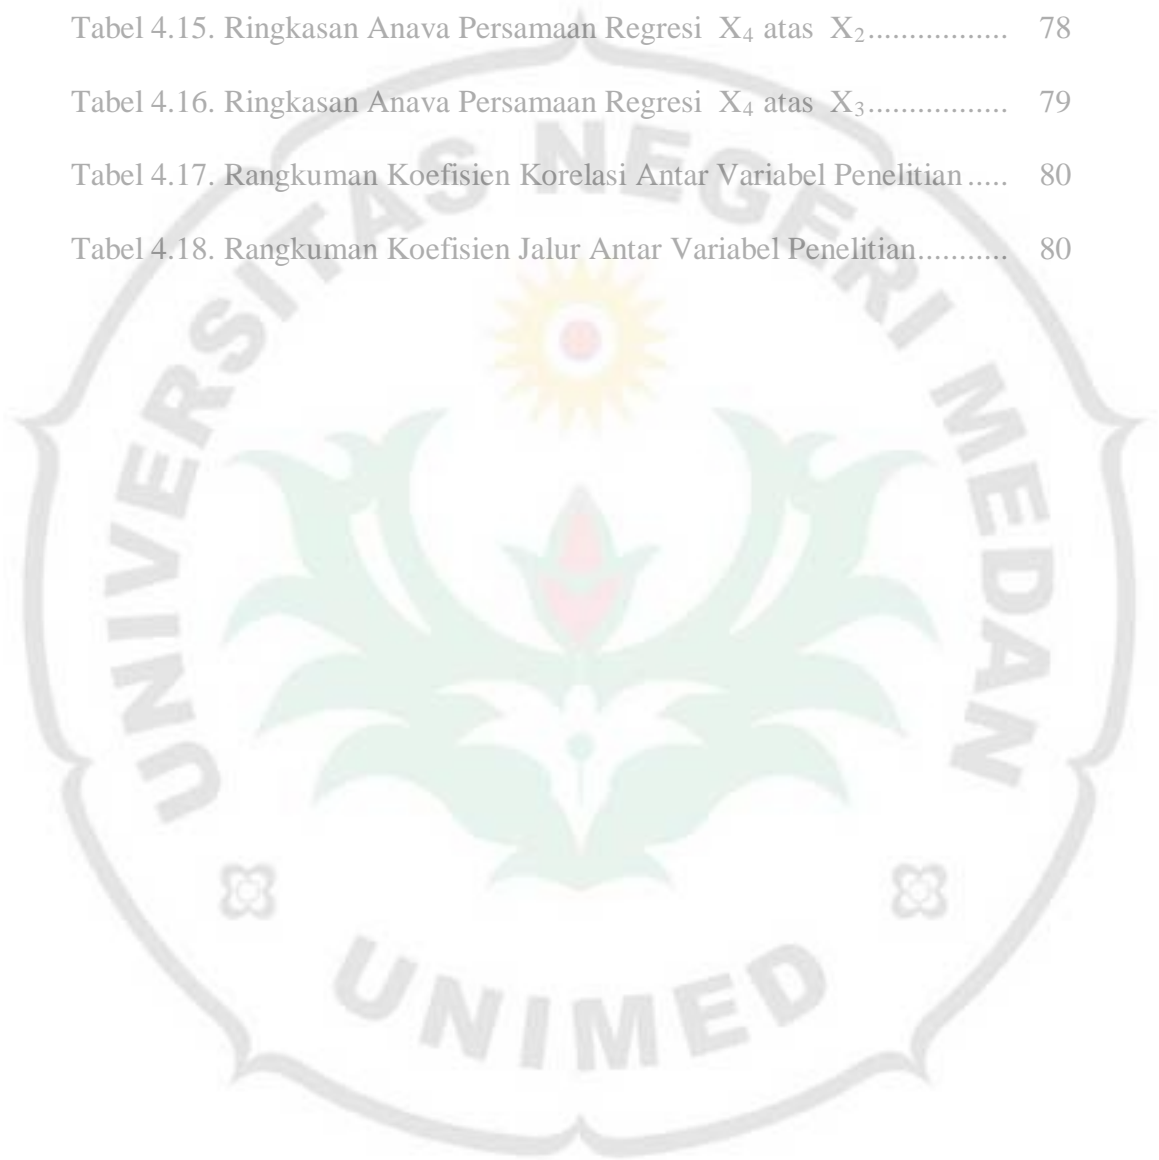 Tabel 4.15. Ringkasan Anava Persamaan Regresi X₄ atas X₂................. 78
Tabel 4.16. Ringkasan Anava Persamaan Regresi X₄ atas X₃................. 79
Tabel 4.17. Rangkuman Koefisien Korelasi Antar Variabel Penelitian ..... 80
Tabel 4.18. Rangkuman Koefisien Jalur Antar Variabel Penelitian........... 80
UNIVERSITAS NEGERI MEDAN
UNIMED